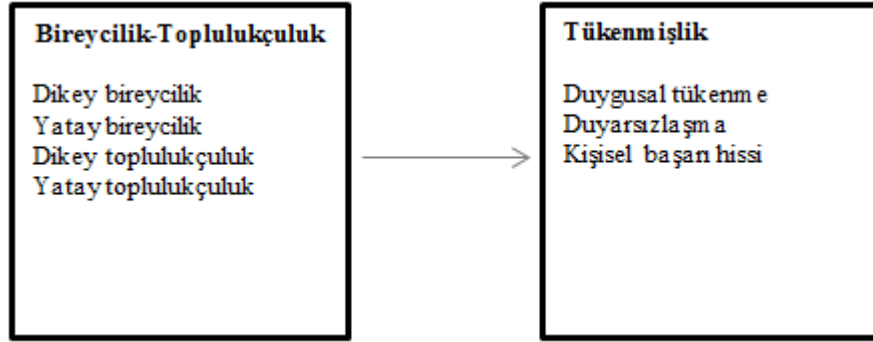 Bireycilik-Toplulukçuluk
Dikey bireycilik
Yatay bireycilik
Dikey toplulukçuluk
Yatay toplulukçuluk
Tükenmişlik
Duygusal tükenme
Duyarsızlaşma
Kişisel başarı hissi